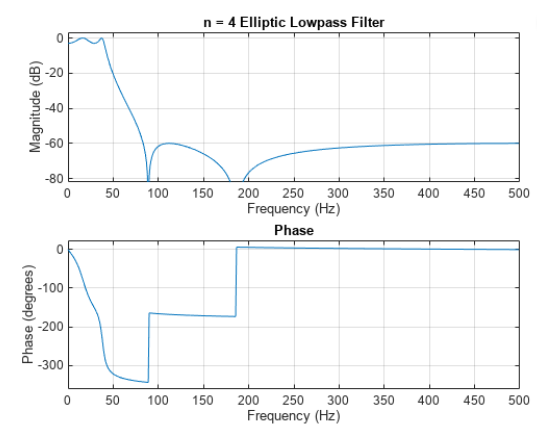 n = 4 Elliptic Lowpass Filter
0
-20
-40
-60
-80
Magnitude (dB)
0 50 100 150 200 250 300 350 400 450 500
Frequency (Hz)
Phase
0
-100
-200
-300
Phase (degrees)
0 50 100 150 200 250 300 350 400 450 500
Frequency (Hz)